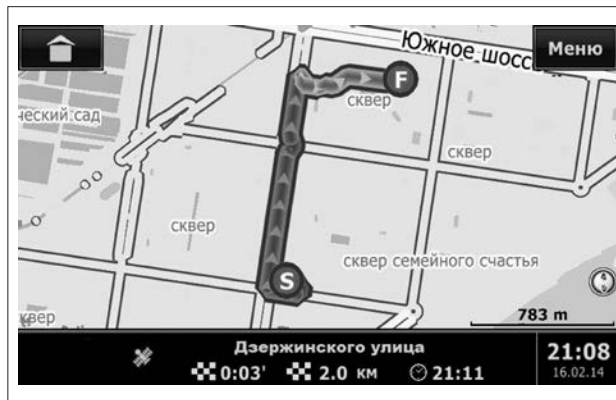 Южное шосс
Меню
ческий сад
F
сквер
сквер
сквер
сквер семейного счастья
S
сквер
783 m
Дзержинского улица
0:03' 2.0 км 21:11
21:08
16.02.14